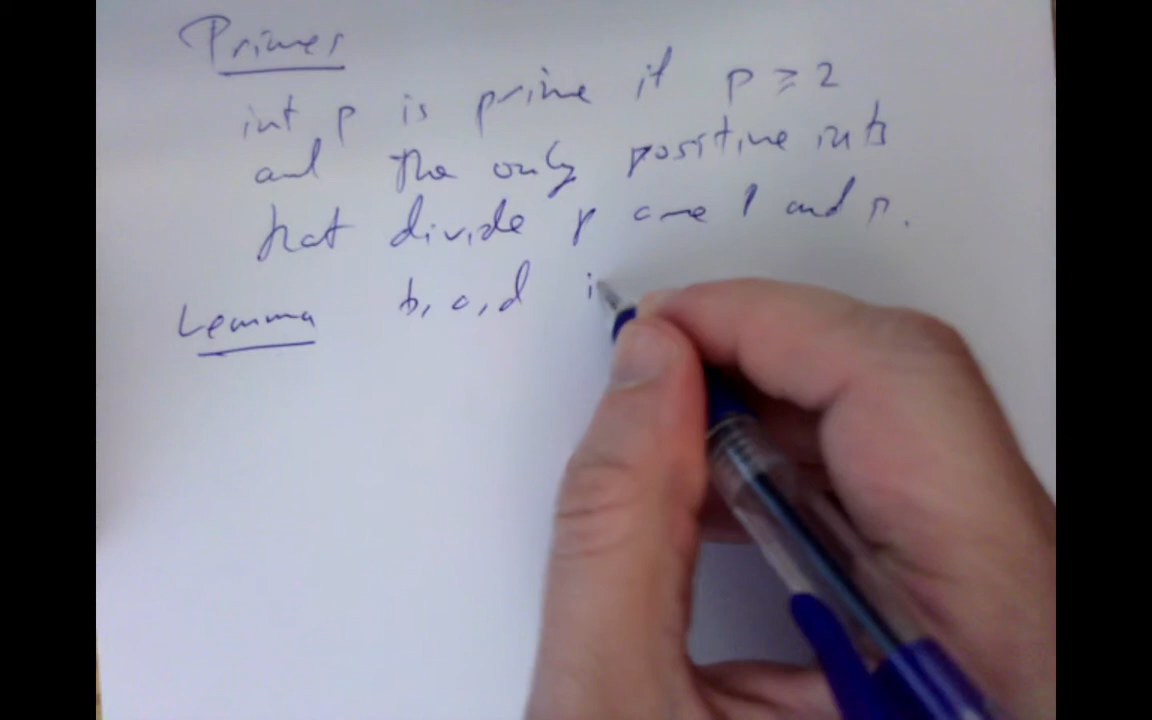 Primes
int p is prime if p ≥ 2
and the only positive ints
that divide p are 1 and p.
Lemma b, c, d i